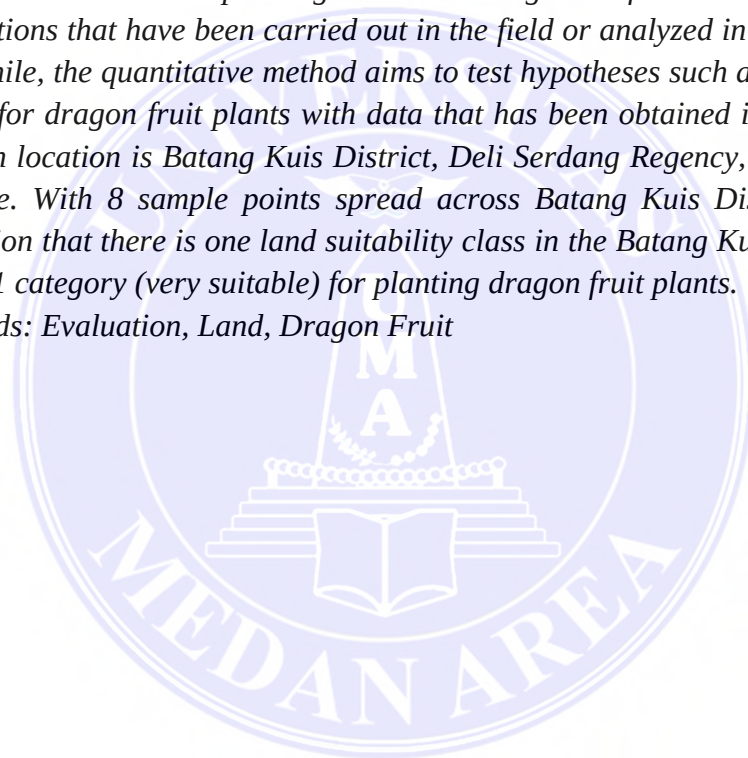 tions that have been carried out in the field or analyzed in
ile, the quantitative method aims to test hypotheses such a
for dragon fruit plants with data that has been obtained i
n location is Batang Kuis District, Deli Serdang Regency,
e. With 8 sample points spread across Batang Kuis Di
ion that there is one land suitability class in the Batang Ku
1 category (very suitable) for planting dragon fruit plants.
ds: Evaluation, Land, Dragon Fruit
UNIVERSITAS
U
M
A
MEDAN AREA